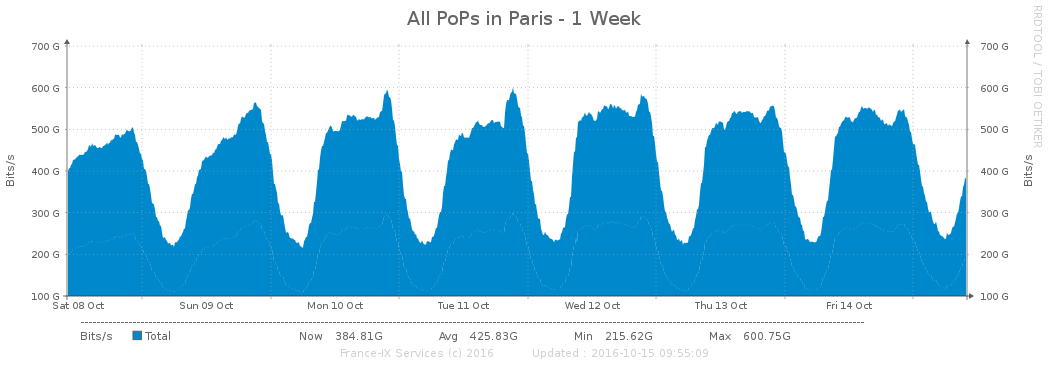 All PoPs in Paris - 1 Week
RRDTOOL / TOBI OETIKER
700 G 700 G
600 G 600 G
500 G 500 G
400 G 400 G
300 G 300 G
200 G 200 G
100 G 100 G
Bits/s Bits/s
Sat 08 Oct Sun 09 Oct Mon 10 Oct Tue 11 Oct Wed 12 Oct Thu 13 Oct Fri 14 Oct
Bits/s Total Now 384.81G Avg 425.83G Min 215.62G Max 600.75G
France-IX Services (c) 2016 Updated : 2016-10-15 09:55:09